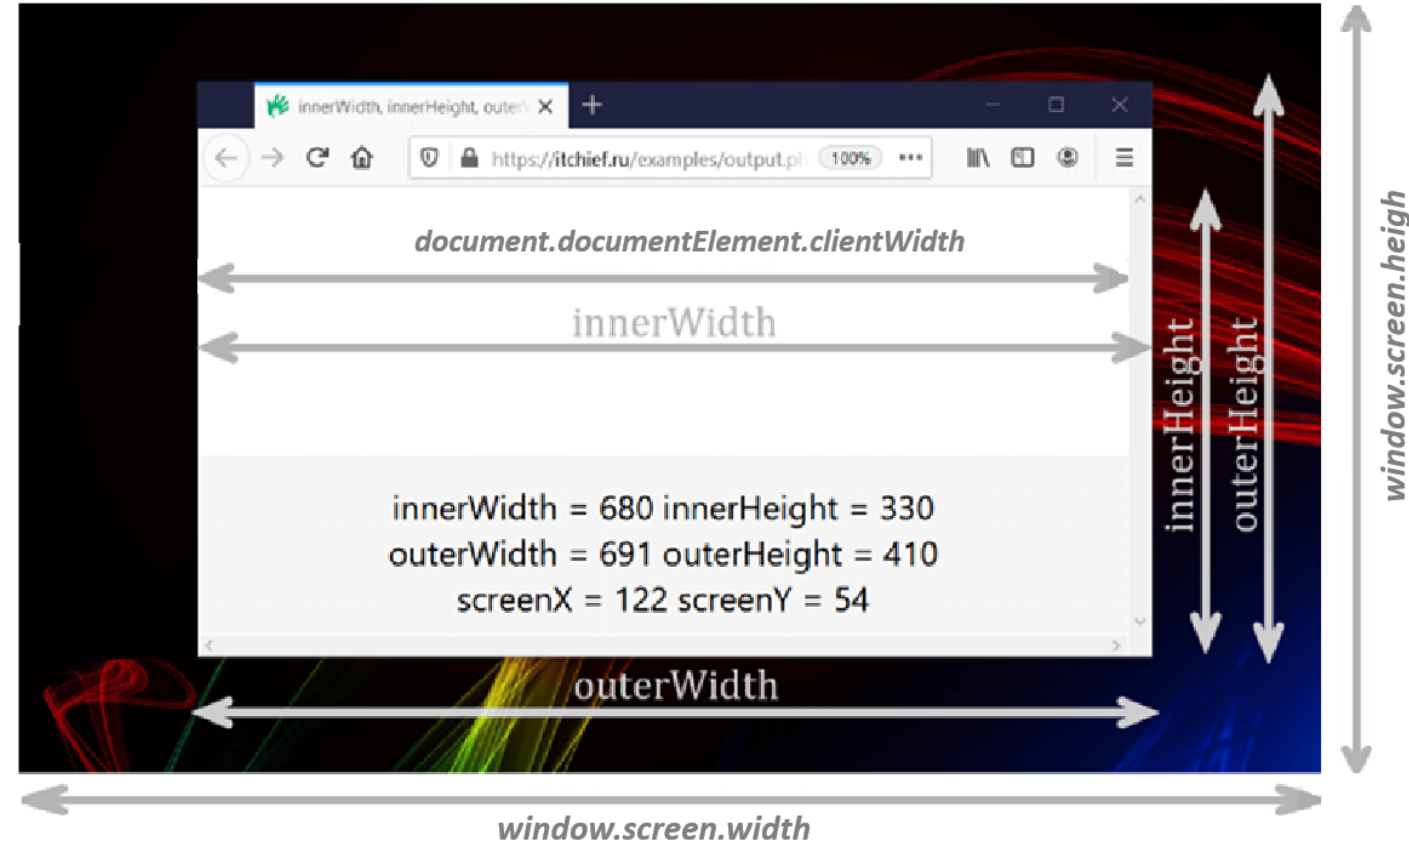 innerWidth, innerHeight, outer
https://itchief.ru/examples/output.ph 100%
document.documentElement.clientWidth
innerWidth
innerHeight
outerHeight
window.screen.heigh
innerWidth = 680 innerHeight = 330
outerWidth = 691 outerHeight = 410
screenX = 122 screenY = 54
outerWidth
window.screen.width